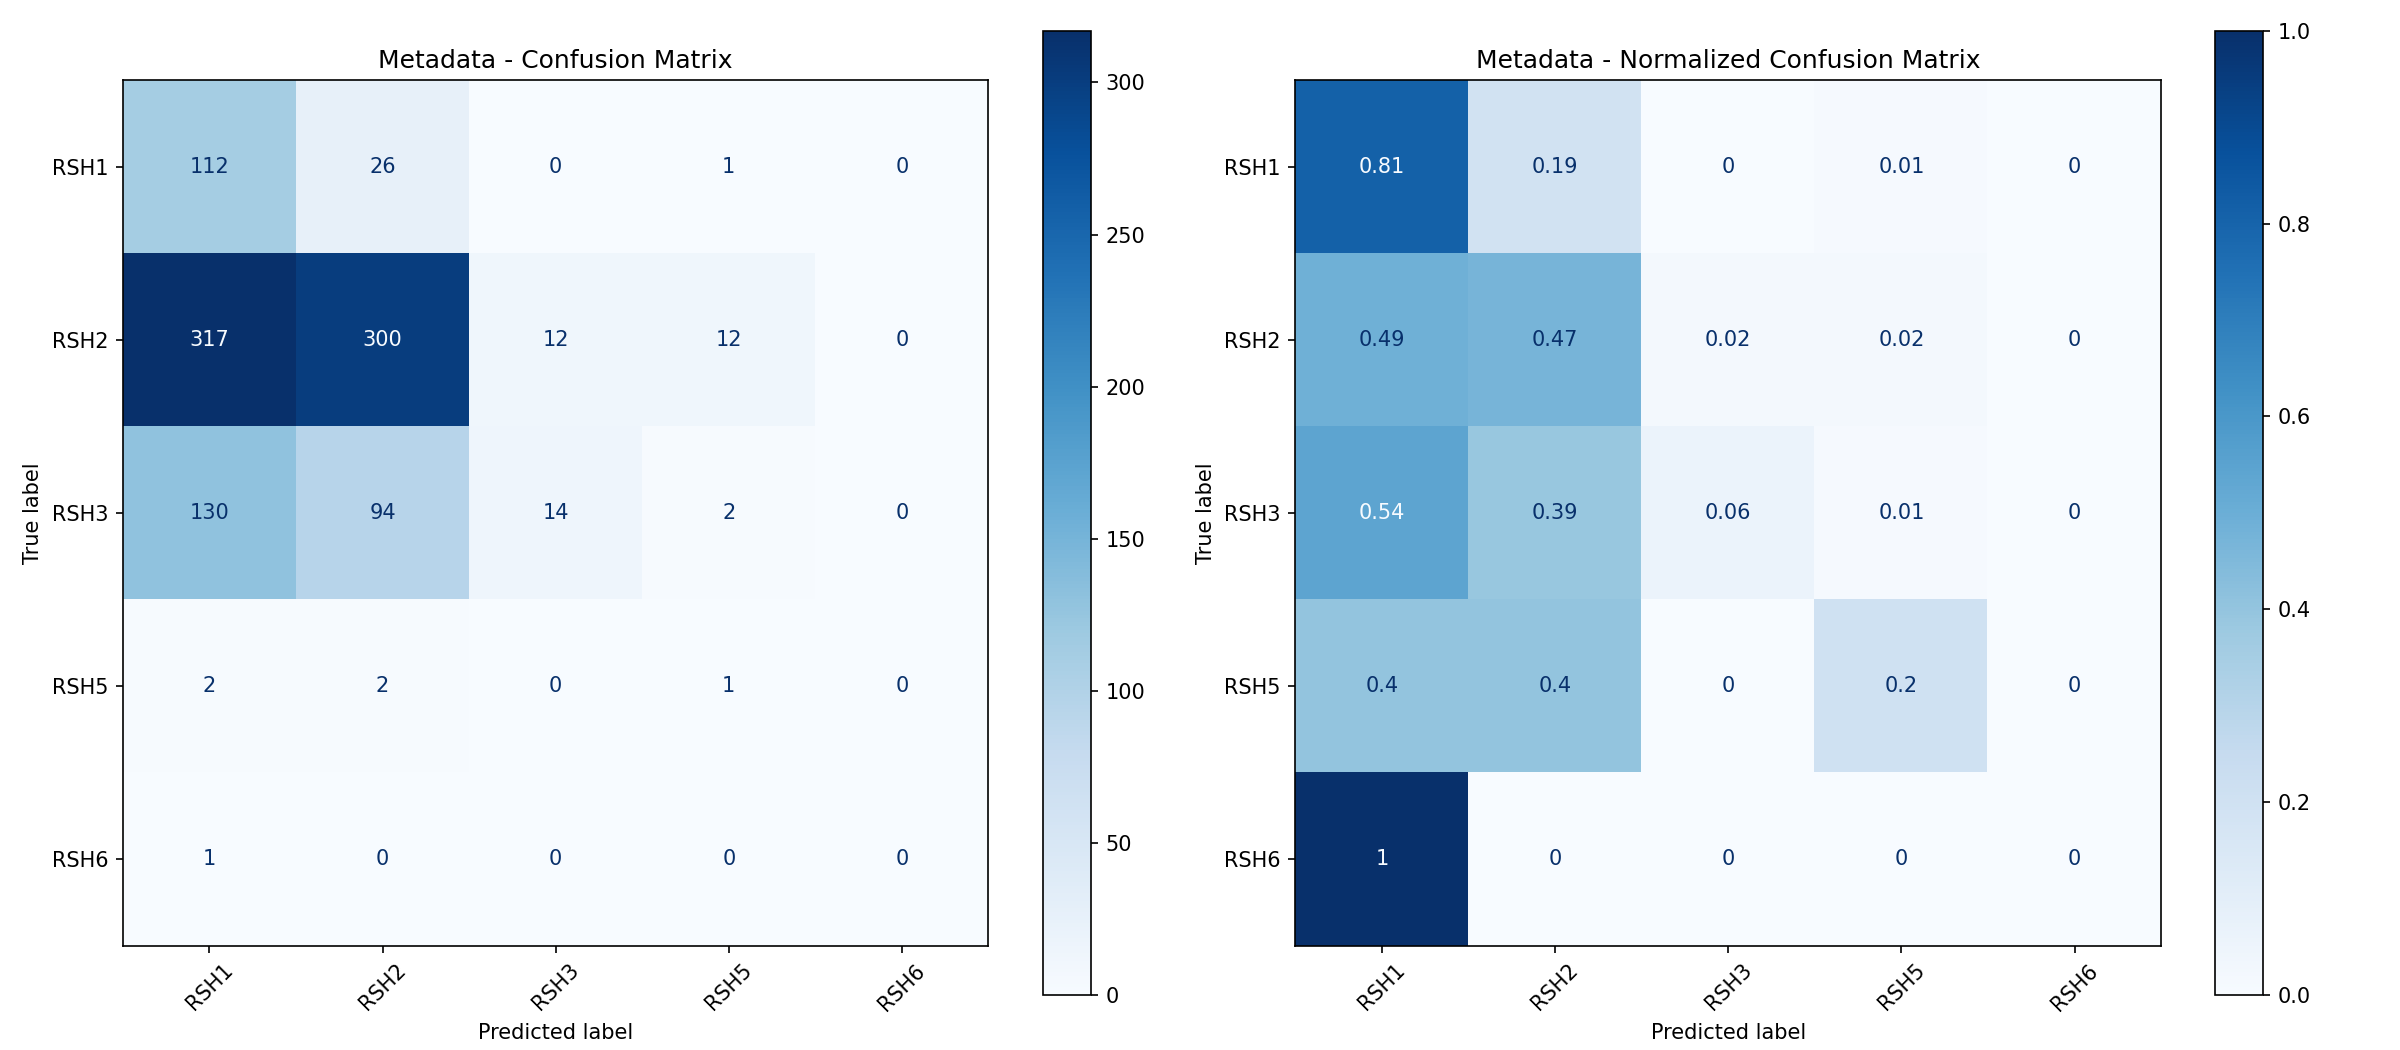 Metadata - Confusion Matrix
True label
RSH1 112 26 0 1 0
RSH2 317 300 12 12 0
RSH3 130 94 14 2 0
RSH5 2 2 0 1 0
RSH6 1 0 0 0 0
RSH1 RSH2 RSH3 RSH5 RSH6
Predicted label
300
250
200
150
100
50
0
Metadata - Normalized Confusion Matrix
True label
RSH1 0.81 0.19 0 0.01 0
RSH2 0.49 0.47 0.02 0.02 0
RSH3 0.54 0.39 0.06 0.01 0
RSH5 0.4 0.4 0 0.2 0
RSH6 1 0 0 0 0
RSH1 RSH2 RSH3 RSH5 RSH6
Predicted label
1.0
0.8
0.6
0.4
0.2
0.0